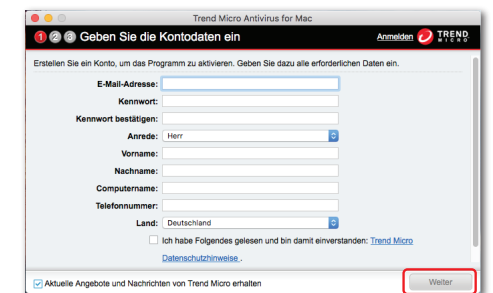 Trend Micro Antivirus for Mac
1 2 3 Geben Sie die Kontodaten ein
Anmelden
TREND MICRO
Erstellen Sie ein Konto, um das Programm zu aktivieren. Geben Sie dazu alle erforderlichen Daten ein.
E-Mail-Adresse:
Kennwort:
Kennwort bestätigen:
Anrede: Herr
Vorname:
Nachname:
Computername:
Telefonnummer:
Land: Deutschland
Ich habe Folgendes gelesen und bin damit einverstanden: Trend Micro
Datenschutzhinweise .
Aktuelle Angebote und Nachrichten von Trend Micro erhalten
Weiter